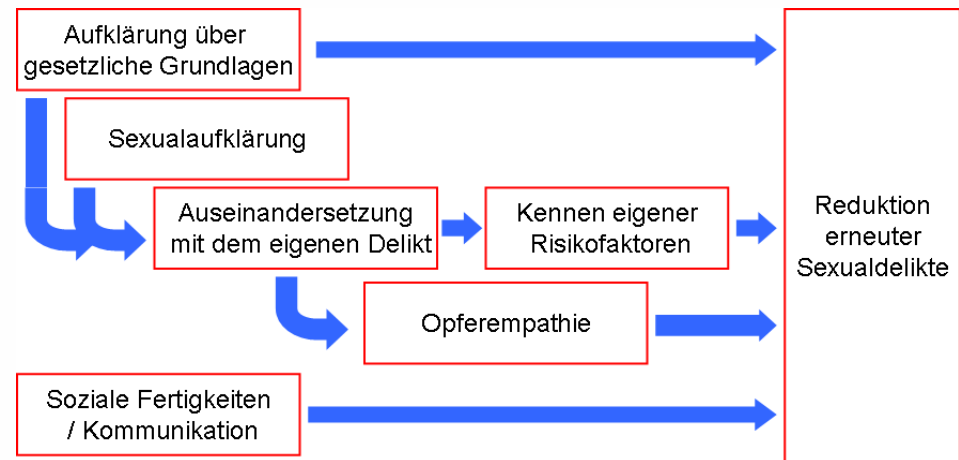 Aufklärung über
gesetzliche Grundlagen
Sexualaufklärung
Auseinandersetzung
mit dem eigenen Delikt
Kennen eigener
Risikofaktoren
Opferempathie
Soziale Fertigkeiten
/ Kommunikation
Reduktion
erneuter
Sexualdelikte